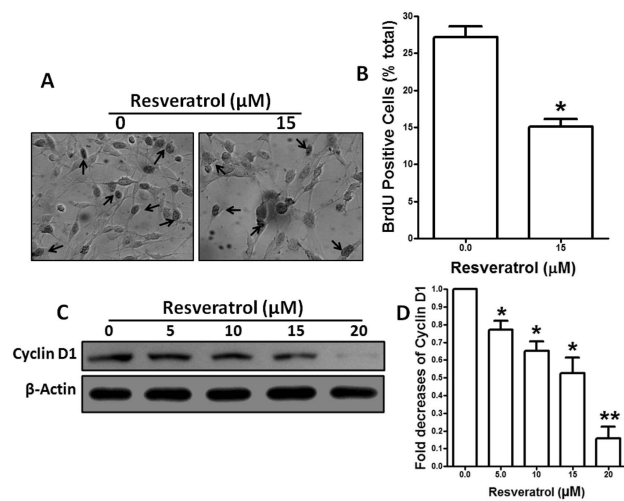 A
Resveratrol (µM)
0 15
B
BrdU Positive Cells (% total)
30
25
20
15
10
5
0
*
0.0 15
Resveratrol (µM)
C
Resveratrol (µM)
0 5 10 15 20
Cyclin D1
β-Actin
D
Fold decreases of Cyclin D1
1.0
0.9
0.8
0.7
0.6
0.5
0.4
0.3
0.2
0.1
0.0
* * * **
0.0 5.0 10 15 20
Resveratrol (µM)